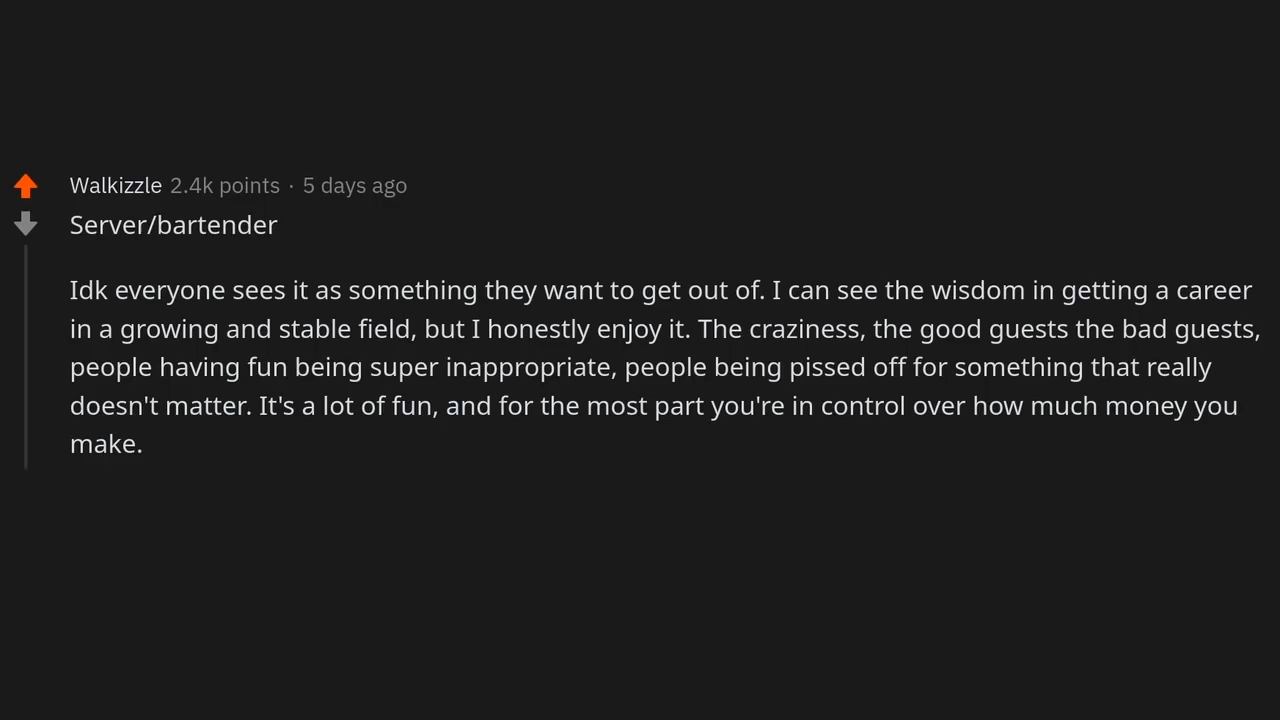 Walkizzle 2.4k points · 5 days ago
Server/bartender
Idk everyone sees it as something they want to get out of. I can see the wisdom in getting a career
in a growing and stable field, but I honestly enjoy it. The craziness, the good guests the bad guests,
people having fun being super inappropriate, people being pissed off for something that really
doesn't matter. It's a lot of fun, and for the most part you're in control over how much money you
make.